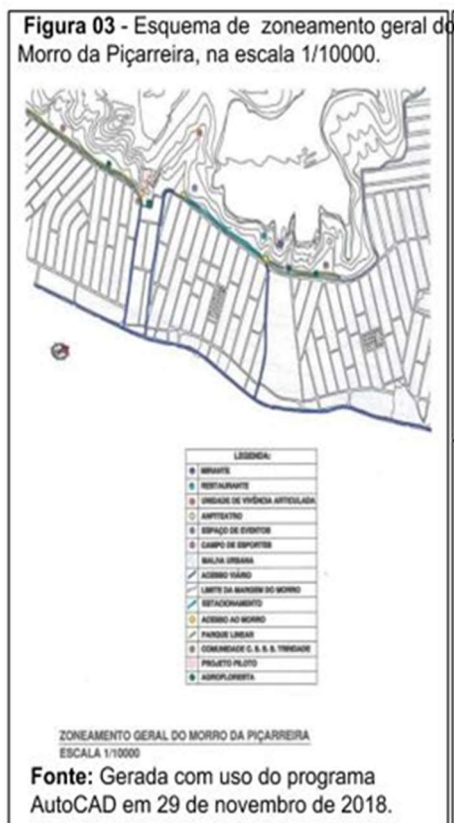 Figura 03 - Esquema de zoneamento geral do
Morro da Piçarreira, na escala 1/10000.
LEGENDA:
MIRANTE
RESTAURANTE
UNIDADE DE VIVÊNCIA ARTICULADA
ANFITEATRO
ESPAÇO DE EVENTOS
CAMPO DE ESPORTES
MALHA URBANA
ACESSO VIÁRIO
LIMITE DA MARGEM DO MORRO
ESTACIONAMENTO
ACESSO AO MORRO
PARQUE LINEAR
COMUNIDADE C. S. S. S. TRINDADE
PROJETO PILOTO
AGROFLORESTA
ZONEAMENTO GERAL DO MORRO DA PIÇARREIRA
ESCALA 1/10000
Fonte: Gerada com uso do programa
AutoCAD em 29 de novembro de 2018.